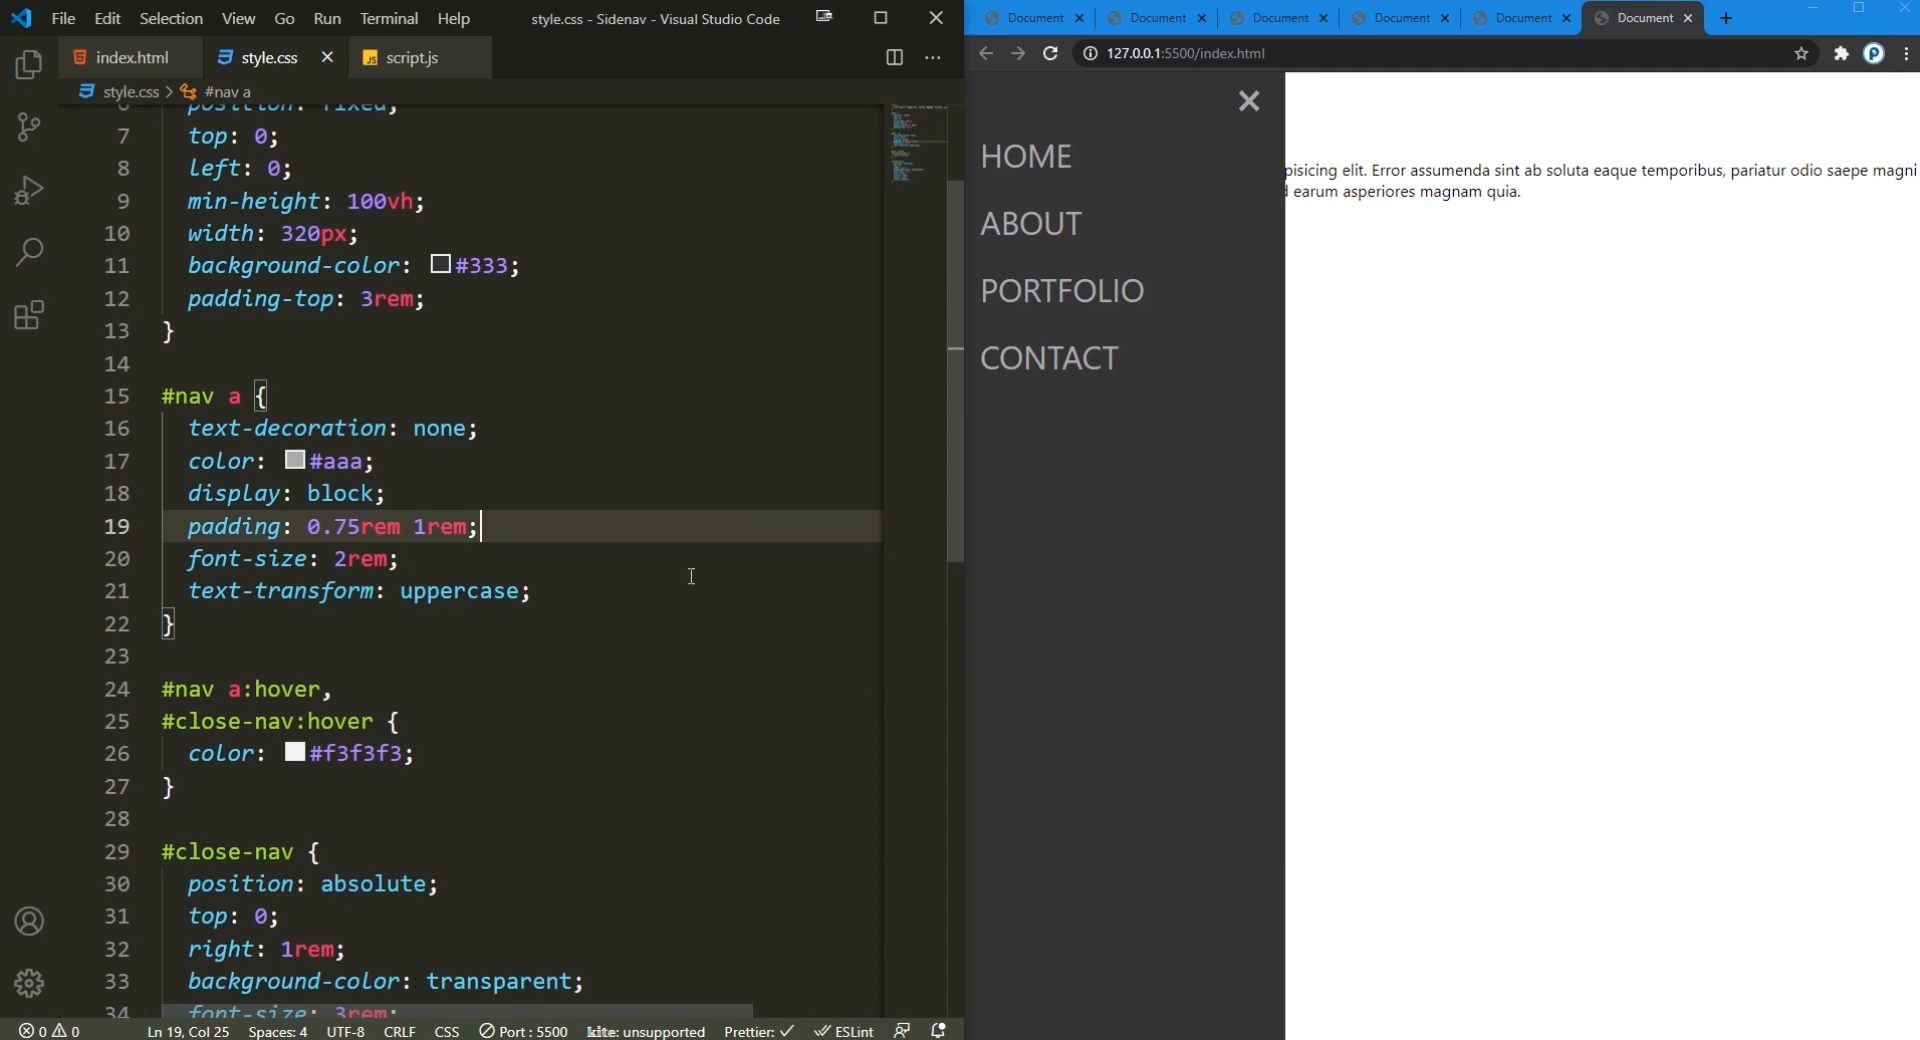 File Edit Selection View Go Run Terminal Help style.css - Sidenav - Visual Studio Code
index.html style.css script.js
style.css > #nav a
6 position: fixed;
7 top: 0;
8 left: 0;
9 min-height: 100vh;
10 width: 320px;
11 background-color: #333;
12 padding-top: 3rem;
13 }
14
15 #nav a {
16 text-decoration: none;
17 color: #aaa;
18 display: block;
19 padding: 0.75rem 1rem;
20 font-size: 2rem;
21 text-transform: uppercase;
22 }
23
24 #nav a:hover,
25 #close-nav:hover {
26 color: #f3f3f3;
27 }
28
29 #close-nav {
30 position: absolute;
31 top: 0;
32 right: 1rem;
33 background-color: transparent;
34 font-size: 3rem;
0 0 Ln 19, Col 25 Spaces: 4 UTF-8 CRLF CSS Port : 5500 kite: unsupported Prettier: ESLint
Document Document Document Document Document Document
127.0.0.1:5500/index.html
HOME
ABOUT
PORTFOLIO
CONTACT
pisicing elit. Error assumenda sint ab soluta eaque temporibus, pariatur odio saepe magni
d earum asperiores magnam quia.